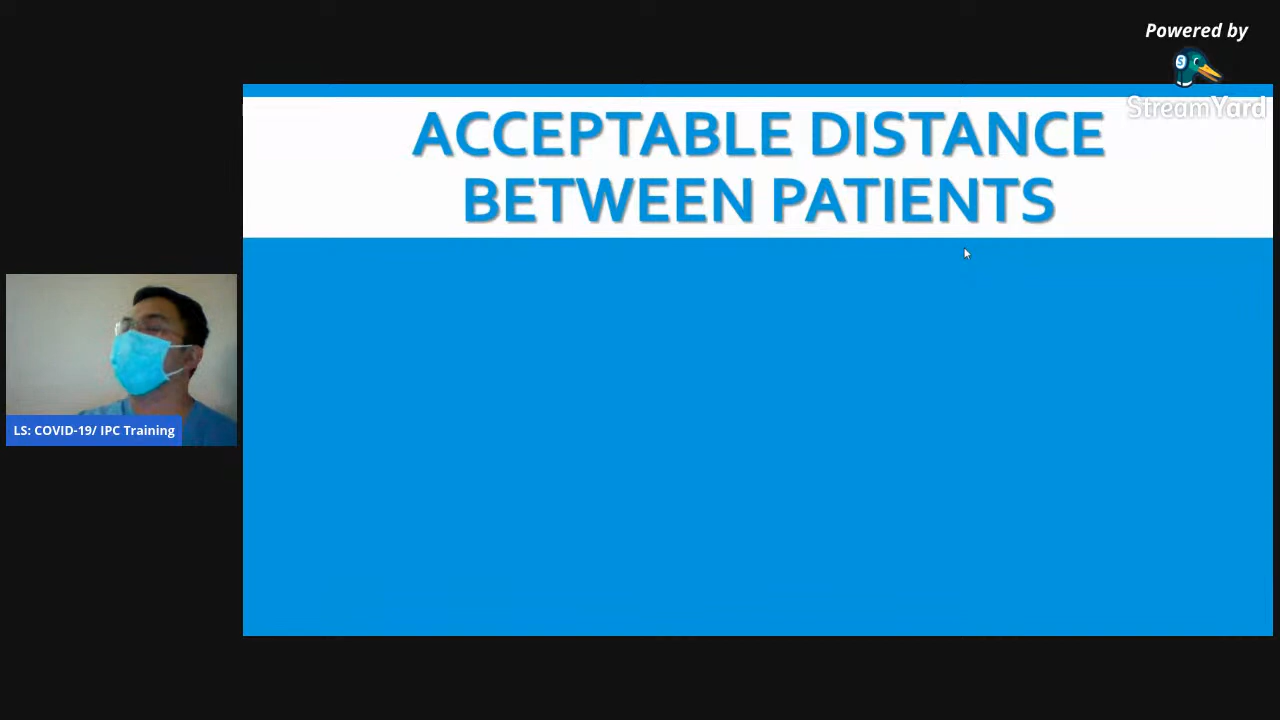 Powered by
StreamYard
ACCEPTABLE DISTANCE
BETWEEN PATIENTS
LS: COVID-19/ IPC Training